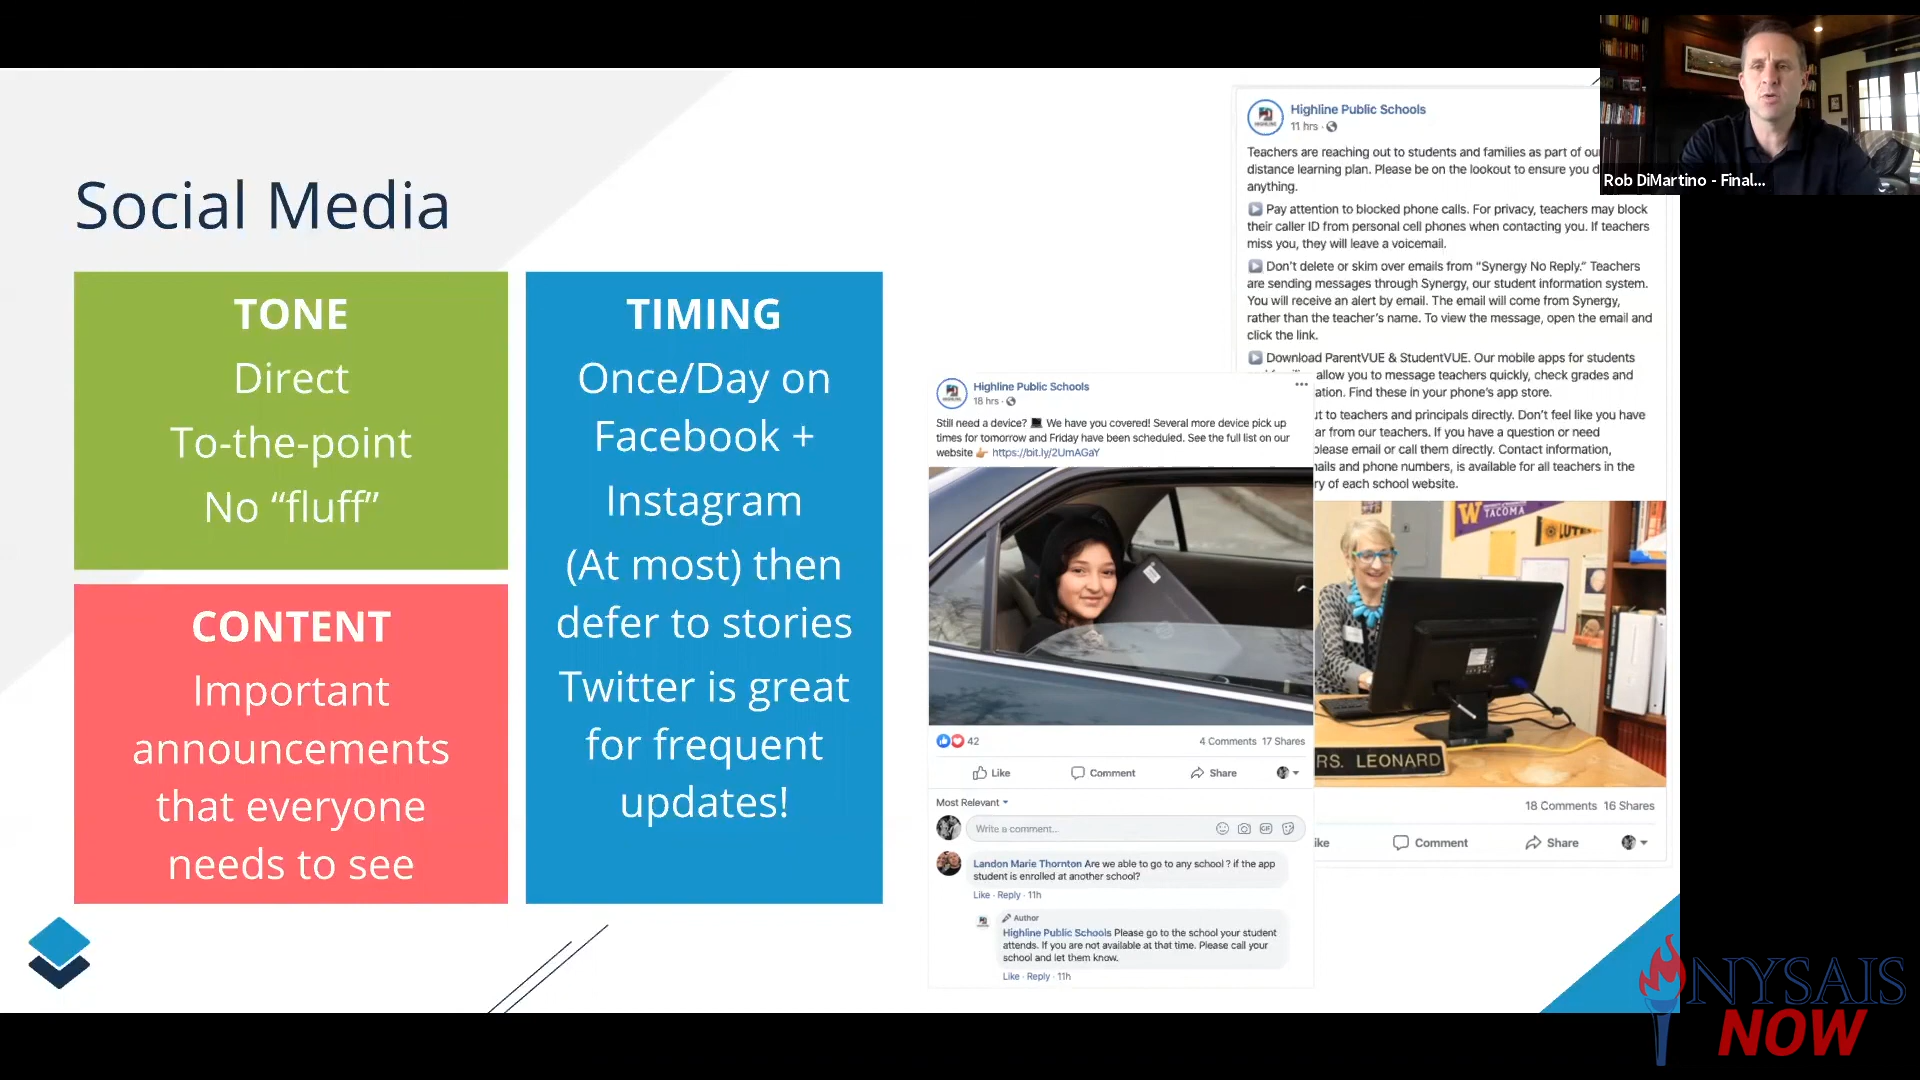 Social Media
TONE
Direct
To-the-point
No “fluff”
CONTENT
Important
announcements
that everyone
needs to see
TIMING
Once/Day on
Facebook +
Instagram
(At most) then
defer to stories
Twitter is great
for frequent
updates!
Highline Public Schools
18 hrs ·
Still need a device? We have you covered! Several more device pick up
times for tomorrow and Friday have been scheduled. See the full list on our
website https://bit.ly/2UmAGaY
42
4 Comments 17 Shares
Like Comment Share
Most Relevant
Write a comment...
GIF
Landon Marie Thornton Are we able to go to any school ? if the app
student is enrolled at another school?
Like · Reply · 11h
Author
Highline Public Schools Please go to the school your student
attends. If you are not available at that time. Please call your
school and let them know.
Like · Reply · 11h
HIGHLINE
Highline Public Schools
11 hrs ·
Teachers are reaching out to students and families as part of ou
distance learning plan. Please be on the lookout to ensure you d
anything.
Pay attention to blocked phone calls. For privacy, teachers may block
their caller ID from personal cell phones when contacting you. If teachers
miss you, they will leave a voicemail.
Don’t delete or skim over emails from “Synergy No Reply.” Teachers
are sending messages through Synergy, our student information system.
You will receive an alert by email. The email will come from Synergy,
rather than the teacher’s name. To view the message, open the email and
click the link.
Download ParentVUE & StudentVUE. Our mobile apps for students
allow you to message teachers quickly, check grades and
ation. Find these in your phone’s app store.
ut to teachers and principals directly. Don’t feel like you have
ar from our teachers. If you have a question or need
please email or call them directly. Contact information,
nails and phone numbers, is available for all teachers in the
ry of each school website.
W TACOMA
LUTE
RS. LEONARD
18 Comments 16 Shares
ike Comment Share
Rob DiMartino - Final...
NYSAIS
NOW